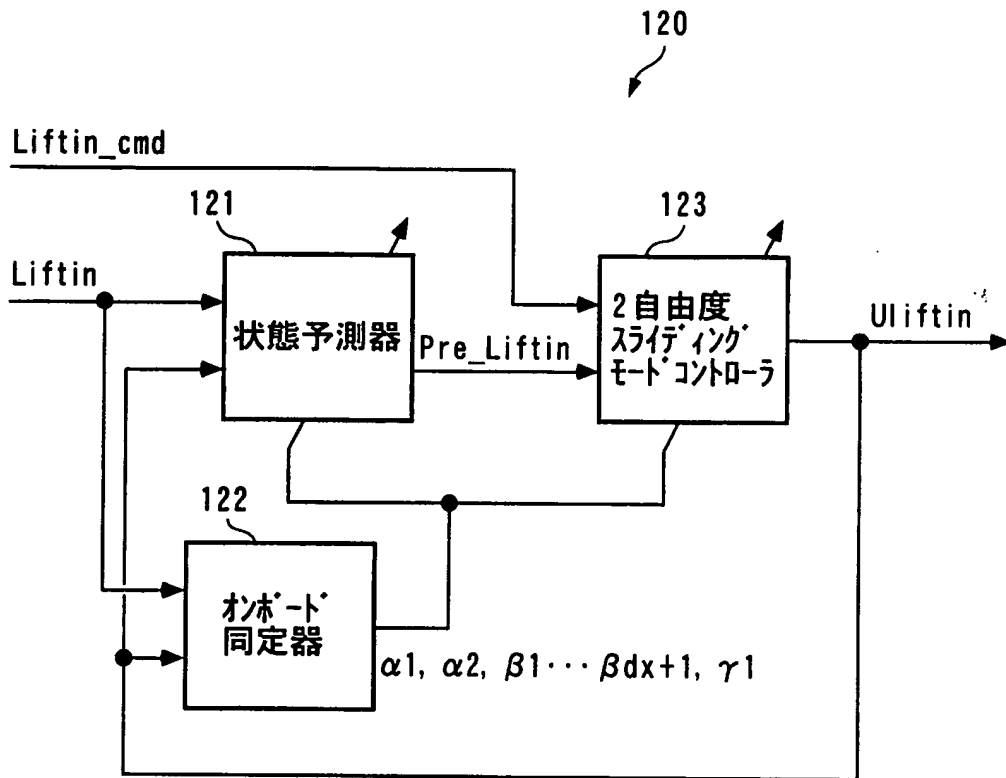 120
Liftin_cmd
121
123
Liftin
状態予測器
Pre_Liftin
2自由度
スライディング
モードコントローラ
Uliftin
122
オンボード
同定器
α1, α2, β1··· βdx+1, γ1